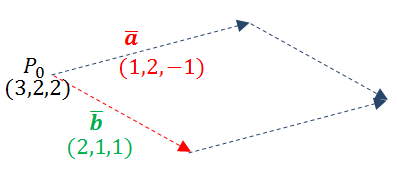 a̅
P₀
(1,2,−1)
(3,2,2)
b̅
(2,1,1)